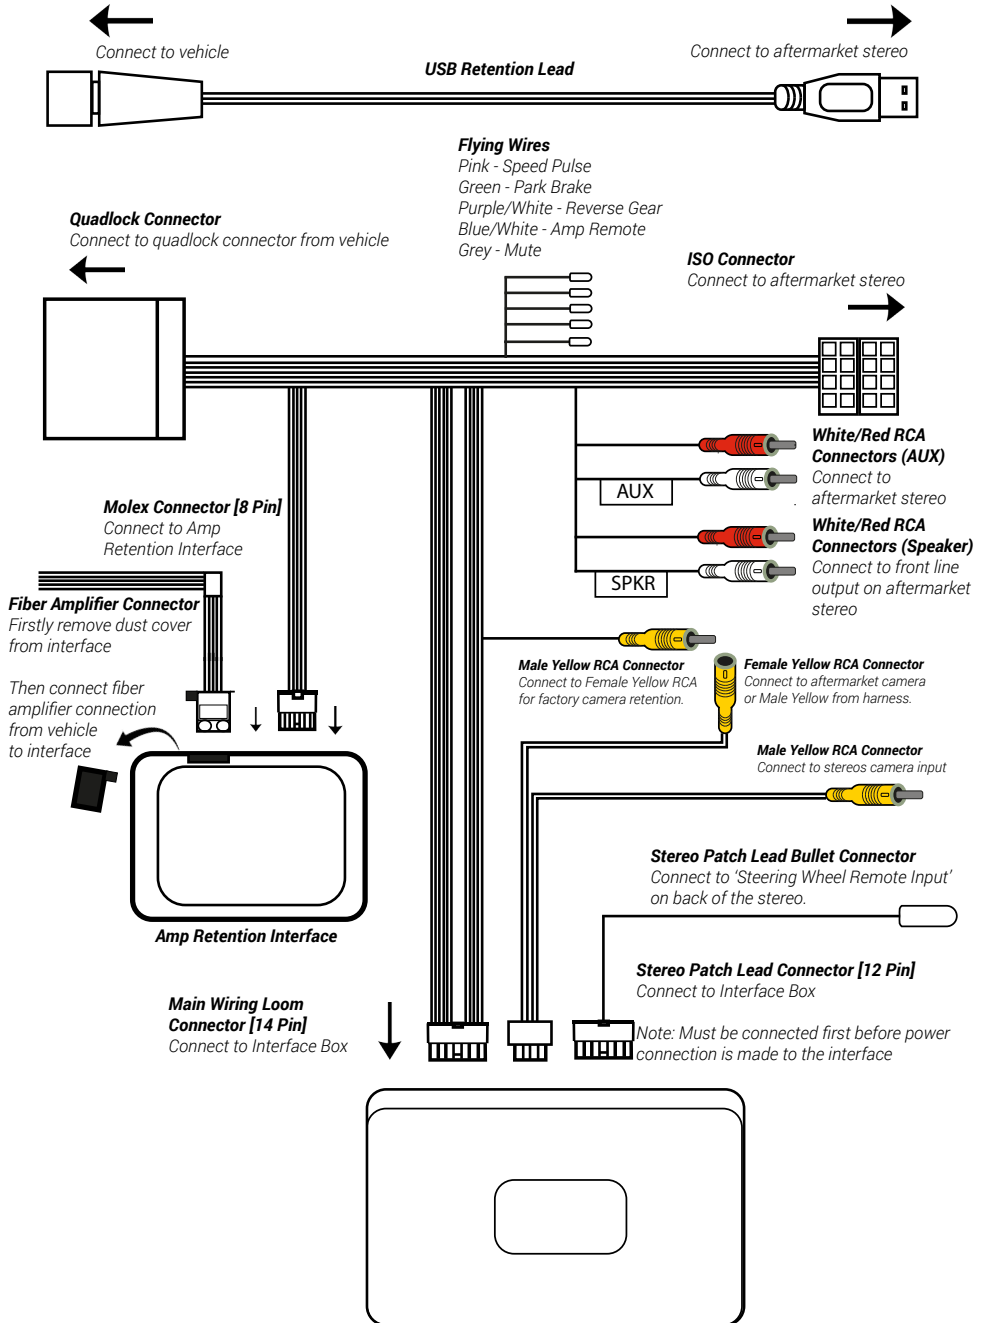 Connect to vehicle
Connect to aftermarket stereo
USB Retention Lead
Flying Wires
Pink - Speed Pulse
Green - Park Brake
Purple/White - Reverse Gear
Blue/White - Amp Remote
Grey - Mute
Quadlock Connector
Connect to quadlock connector from vehicle
ISO Connector
Connect to aftermarket stereo
White/Red RCA
Connectors (AUX)
Connect to
aftermarket stereo
AUX
White/Red RCA
Connectors (Speaker)
Connect to front line
output on aftermarket
stereo
SPKR
Molex Connector [8 Pin]
Connect to Amp
Retention Interface
Fiber Amplifier Connector
Firstly remove dust cover
from interface
Then connect fiber
amplifier connection
from vehicle
to interface
Male Yellow RCA Connector
Connect to Female Yellow RCA
for factory camera retention.
Female Yellow RCA Connector
Connect to aftermarket camera
or Male Yellow from harness.
Male Yellow RCA Connector
Connect to stereos camera input
Stereo Patch Lead Bullet Connector
Connect to 'Steering Wheel Remote Input'
on back of the stereo.
Amp Retention Interface
Stereo Patch Lead Connector [12 Pin]
Connect to Interface Box
Note: Must be connected first before power
connection is made to the interface
Main Wiring Loom
Connector [14 Pin]
Connect to Interface Box